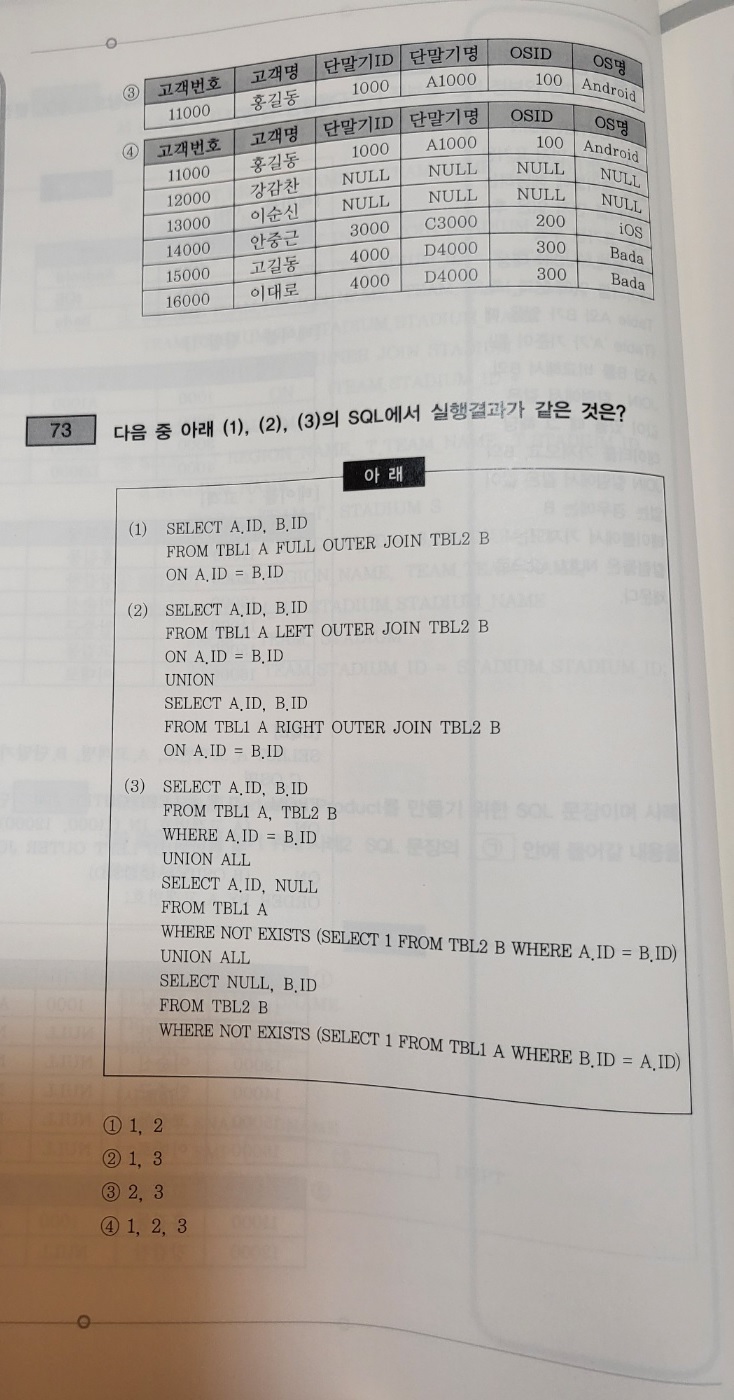 ③ 고객번호 고객명 단말기ID 단말기명 OSID OS명
11000 홍길동 1000 A1000 100 Android
④ 고객번호 고객명 단말기ID 단말기명 OSID OS명
11000 홍길동 1000 A1000 100 Android
12000 강감찬 NULL NULL NULL NULL
13000 이순신 NULL NULL NULL NULL
14000 안중근 3000 C3000 200 iOS
15000 고길동 4000 D4000 300 Bada
16000 이대로 4000 D4000 300 Bada
73 다음 중 아래 (1), (2), (3)의 SQL에서 실행결과가 같은 것은?
아 래
(1) SELECT A.ID, B.ID
FROM TBL1 A FULL OUTER JOIN TBL2 B
ON A.ID = B.ID
(2) SELECT A.ID, B.ID
FROM TBL1 A LEFT OUTER JOIN TBL2 B
ON A.ID = B.ID
UNION
SELECT A.ID, B.ID
FROM TBL1 A RIGHT OUTER JOIN TBL2 B
ON A.ID = B.ID
(3) SELECT A.ID, B.ID
FROM TBL1 A, TBL2 B
WHERE A.ID = B.ID
UNION ALL
SELECT A.ID, NULL
FROM TBL1 A
WHERE NOT EXISTS (SELECT 1 FROM TBL2 B WHERE A.ID = B.ID)
UNION ALL
SELECT NULL, B.ID
FROM TBL2 B
WHERE NOT EXISTS (SELECT 1 FROM TBL1 A WHERE B.ID = A.ID)
① 1, 2
② 1, 3
③ 2, 3
④ 1, 2, 3